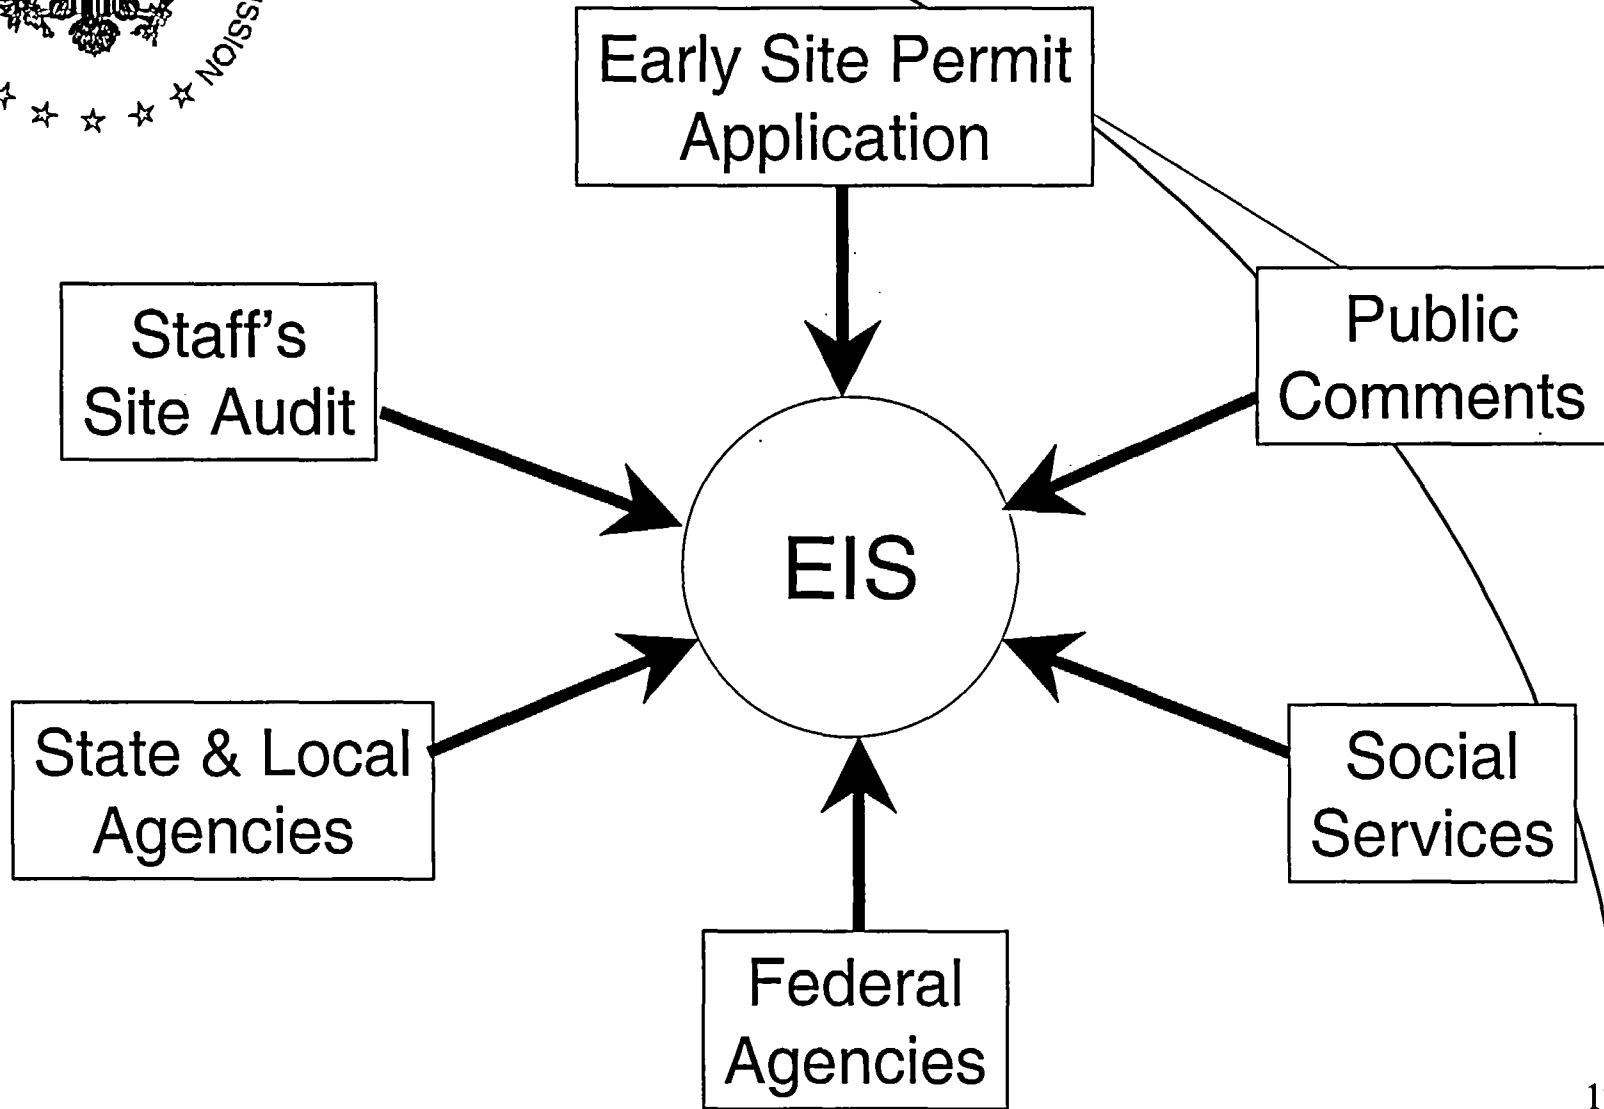 Early Site Permit
Application
Staff's
Site Audit
Public
Comments
EIS
State & Local
Agencies
Social
Services
Federal
Agencies